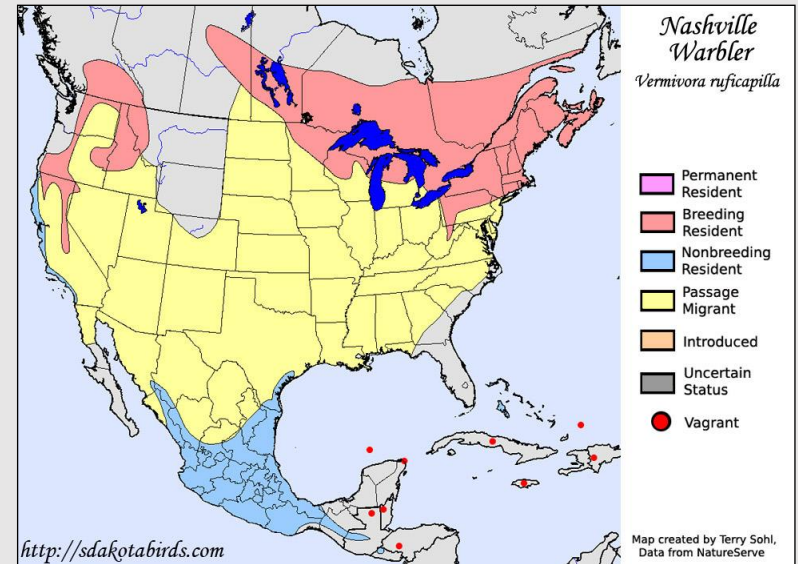 Nashville
Warbler
Vermivora ruficapilla
Permanent
Resident
Breeding
Resident
Nonbreeding
Resident
Passage
Migrant
Introduced
Uncertain
Status
Vagrant
Map created by Terry Sohl,
Data from NatureServe
http://sdakotabirds.com